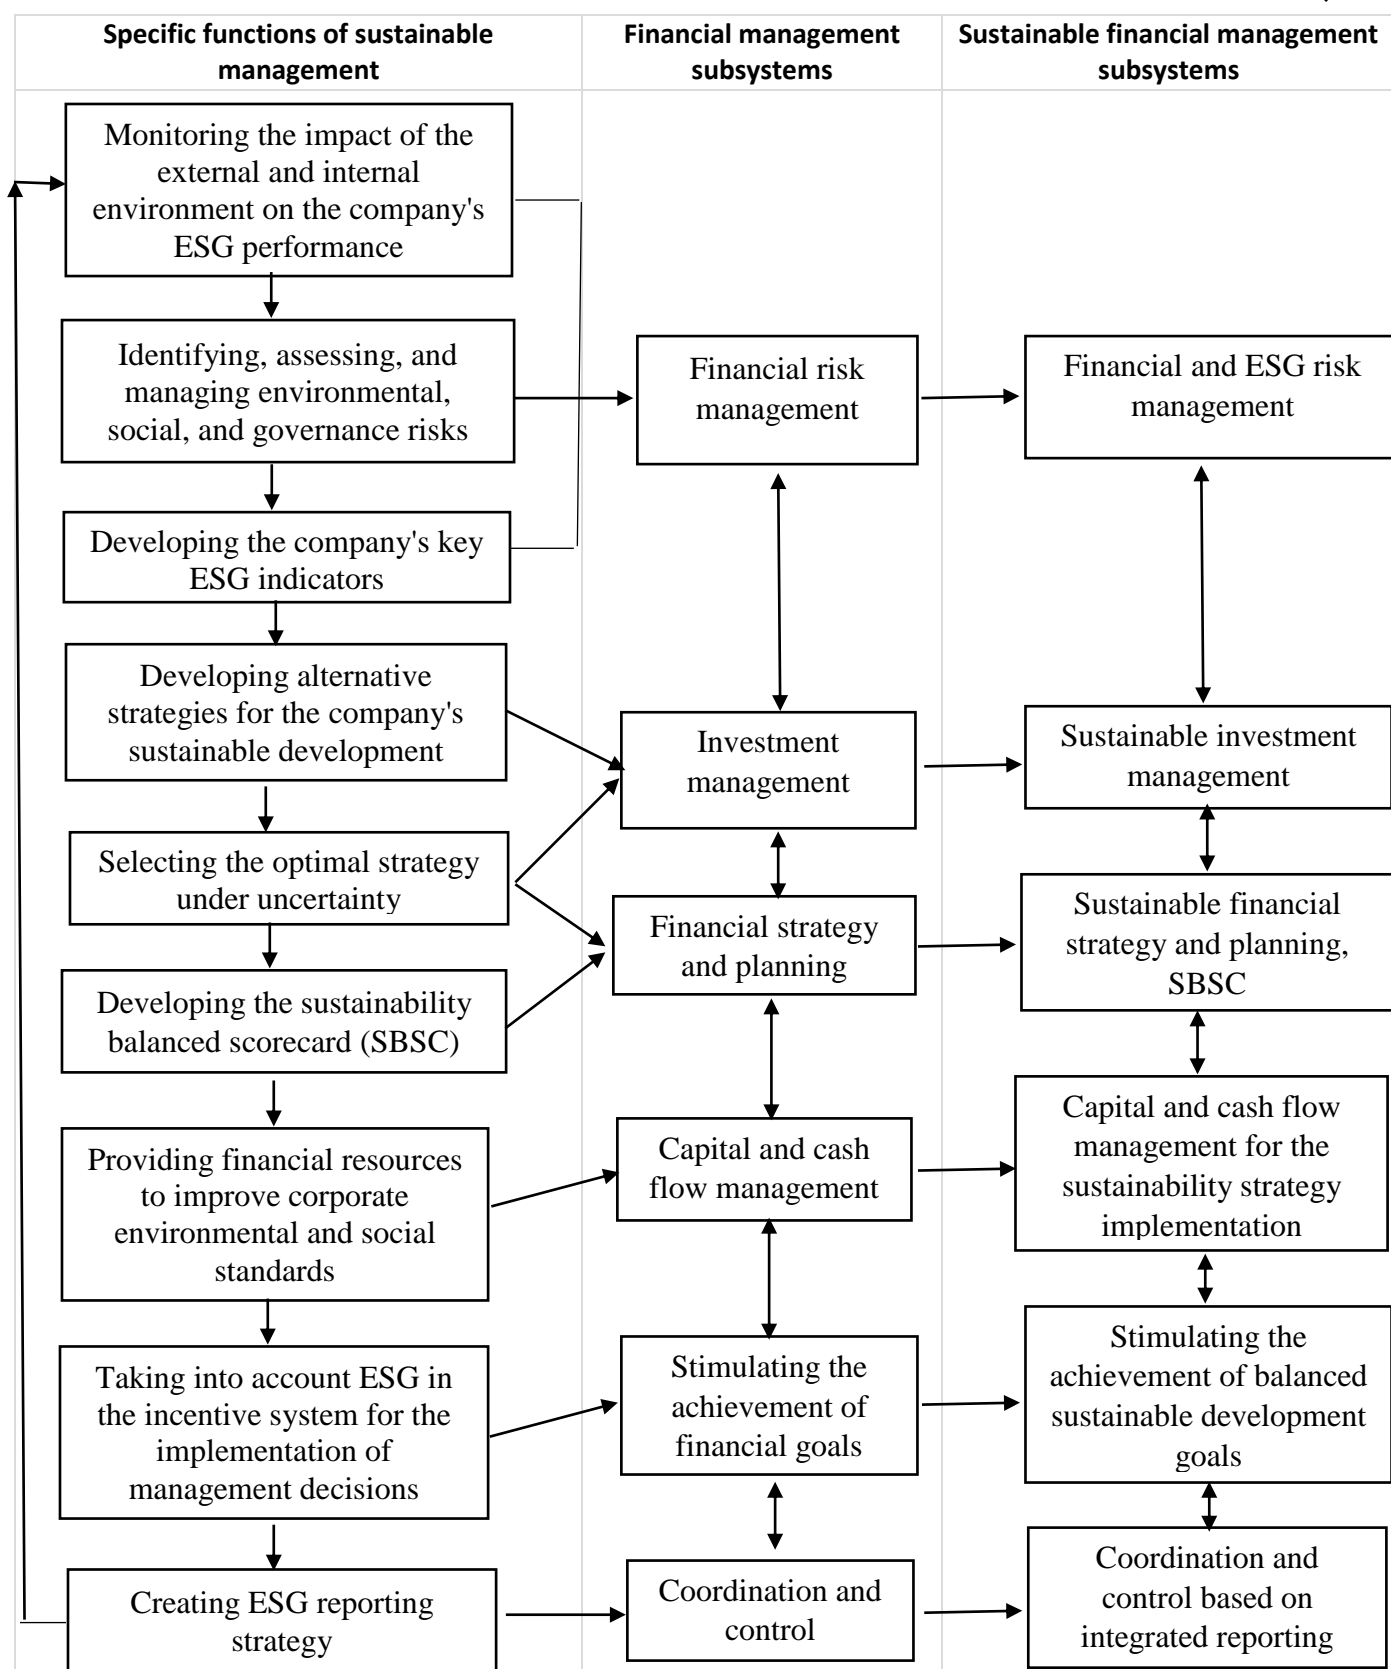 Specific functions of sustainable
management
Financial management
subsystems
Sustainable financial management
subsystems
Monitoring the impact of the
external and internal
environment on the company's
ESG performance
Identifying, assessing, and
managing environmental,
social, and governance risks
Financial risk
management
Financial and ESG risk
management
Developing the company's key
ESG indicators
Developing alternative
strategies for the company's
sustainable development
Investment
management
Sustainable investment
management
Selecting the optimal strategy
under uncertainty
Financial strategy
and planning
Sustainable financial
strategy and planning,
SBSC
Developing the sustainability
balanced scorecard (SBSC)
Providing financial resources
to improve corporate
environmental and social
standards
Capital and cash
flow management
Capital and cash flow
management for the
sustainability strategy
implementation
Taking into account ESG in
the incentive system for the
implementation of
management decisions
Stimulating the
achievement of
financial goals
Stimulating the
achievement of balanced
sustainable development
goals
Creating ESG reporting
strategy
Coordination and
control
Coordination and
control based on
integrated reporting